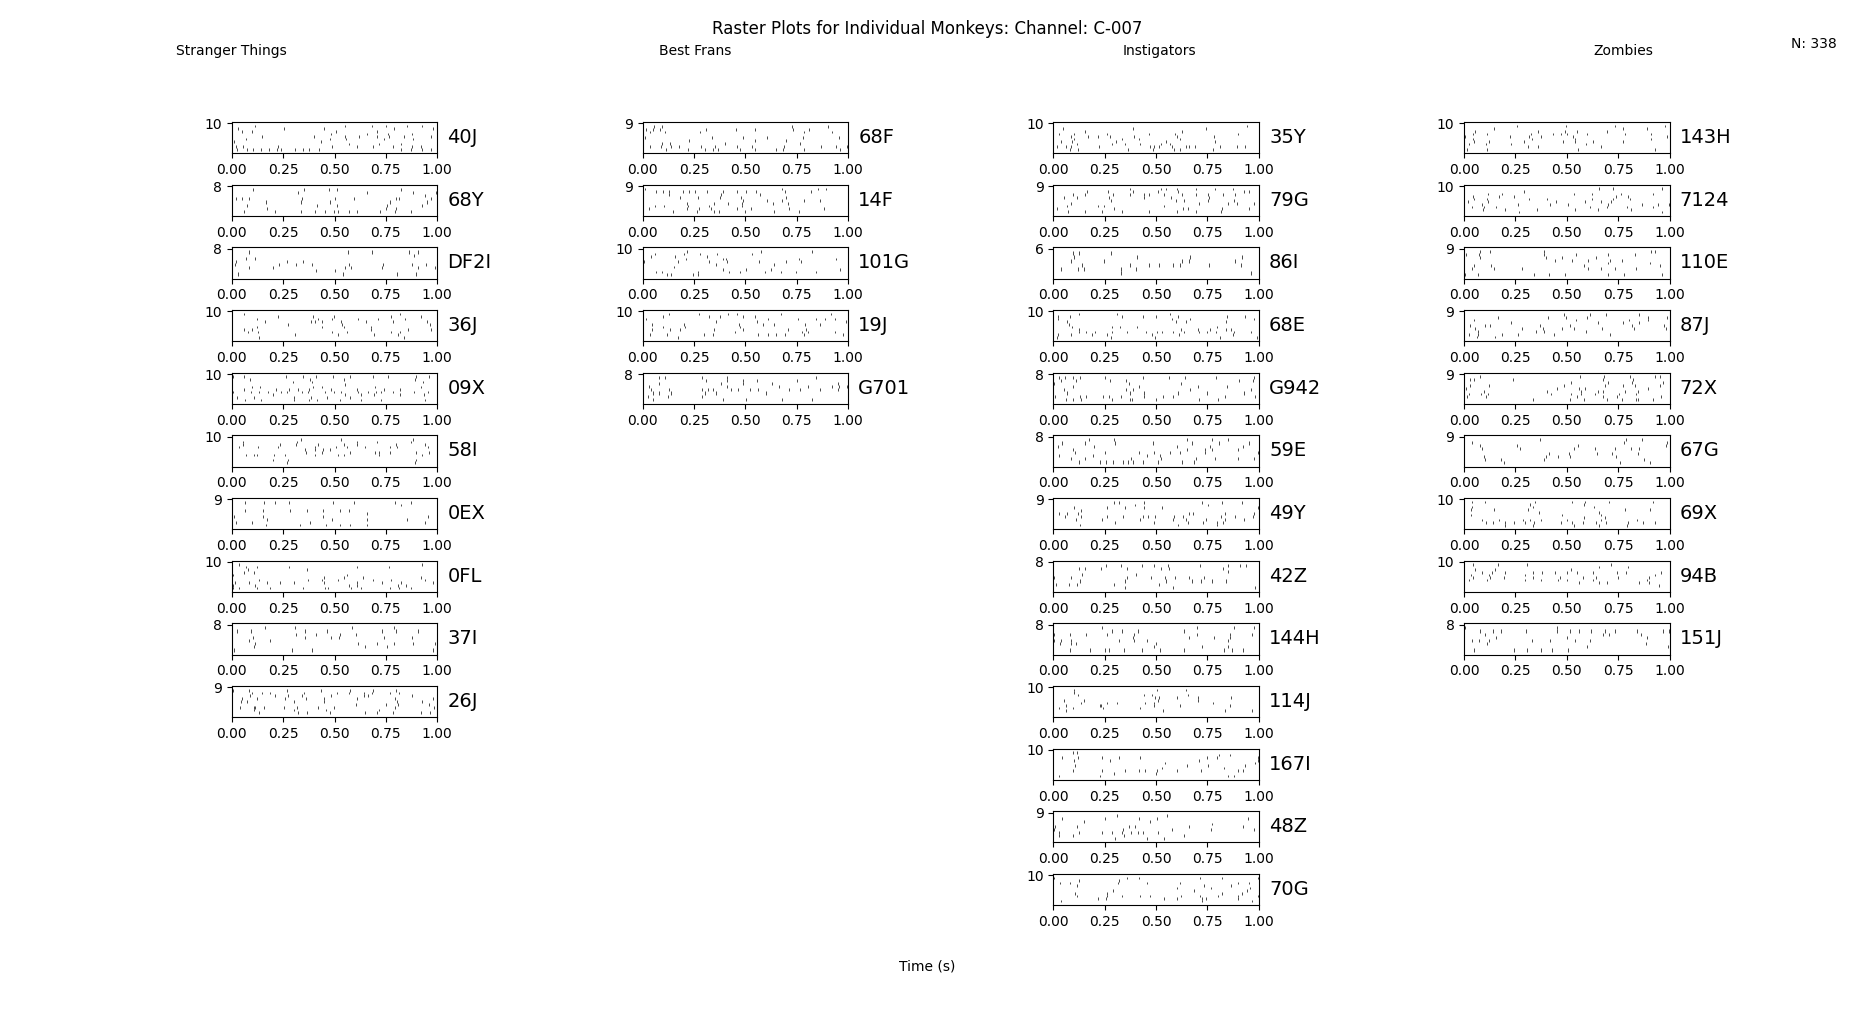 Raster Plots for Individual Monkeys: Channel: C-007
Stranger Things Best Frans Instigators Zombies N: 338
10 40J 9 68F 10 35Y 10 143H
0.00 0.25 0.50 0.75 1.00 0.00 0.25 0.50 0.75 1.00 0.00 0.25 0.50 0.75 1.00 0.00 0.25 0.50 0.75 1.00
8 68Y 9 14F 9 79G 10 7124
0.00 0.25 0.50 0.75 1.00 0.00 0.25 0.50 0.75 1.00 0.00 0.25 0.50 0.75 1.00 0.00 0.25 0.50 0.75 1.00
8 DF2I 10 101G 6 86I 9 110E
0.00 0.25 0.50 0.75 1.00 0.00 0.25 0.50 0.75 1.00 0.00 0.25 0.50 0.75 1.00 0.00 0.25 0.50 0.75 1.00
10 36J 10 19J 10 68E 9 87J
0.00 0.25 0.50 0.75 1.00 0.00 0.25 0.50 0.75 1.00 0.00 0.25 0.50 0.75 1.00 0.00 0.25 0.50 0.75 1.00
10 09X 8 G701 8 G942 9 72X
0.00 0.25 0.50 0.75 1.00 0.00 0.25 0.50 0.75 1.00 0.00 0.25 0.50 0.75 1.00 0.00 0.25 0.50 0.75 1.00
10 58I 8 59E 9 67G
0.00 0.25 0.50 0.75 1.00 0.00 0.25 0.50 0.75 1.00 0.00 0.25 0.50 0.75 1.00
9 0EX 9 49Y 10 69X
0.00 0.25 0.50 0.75 1.00 0.00 0.25 0.50 0.75 1.00 0.00 0.25 0.50 0.75 1.00
10 0FL 8 42Z 10 94B
0.00 0.25 0.50 0.75 1.00 0.00 0.25 0.50 0.75 1.00 0.00 0.25 0.50 0.75 1.00
8 37I 8 144H 8 151J
0.00 0.25 0.50 0.75 1.00 0.00 0.25 0.50 0.75 1.00 0.00 0.25 0.50 0.75 1.00
9 26J 10 114J
0.00 0.25 0.50 0.75 1.00 0.00 0.25 0.50 0.75 1.00
10 167I
0.00 0.25 0.50 0.75 1.00
9 48Z
0.00 0.25 0.50 0.75 1.00
10 70G
0.00 0.25 0.50 0.75 1.00
Time (s)